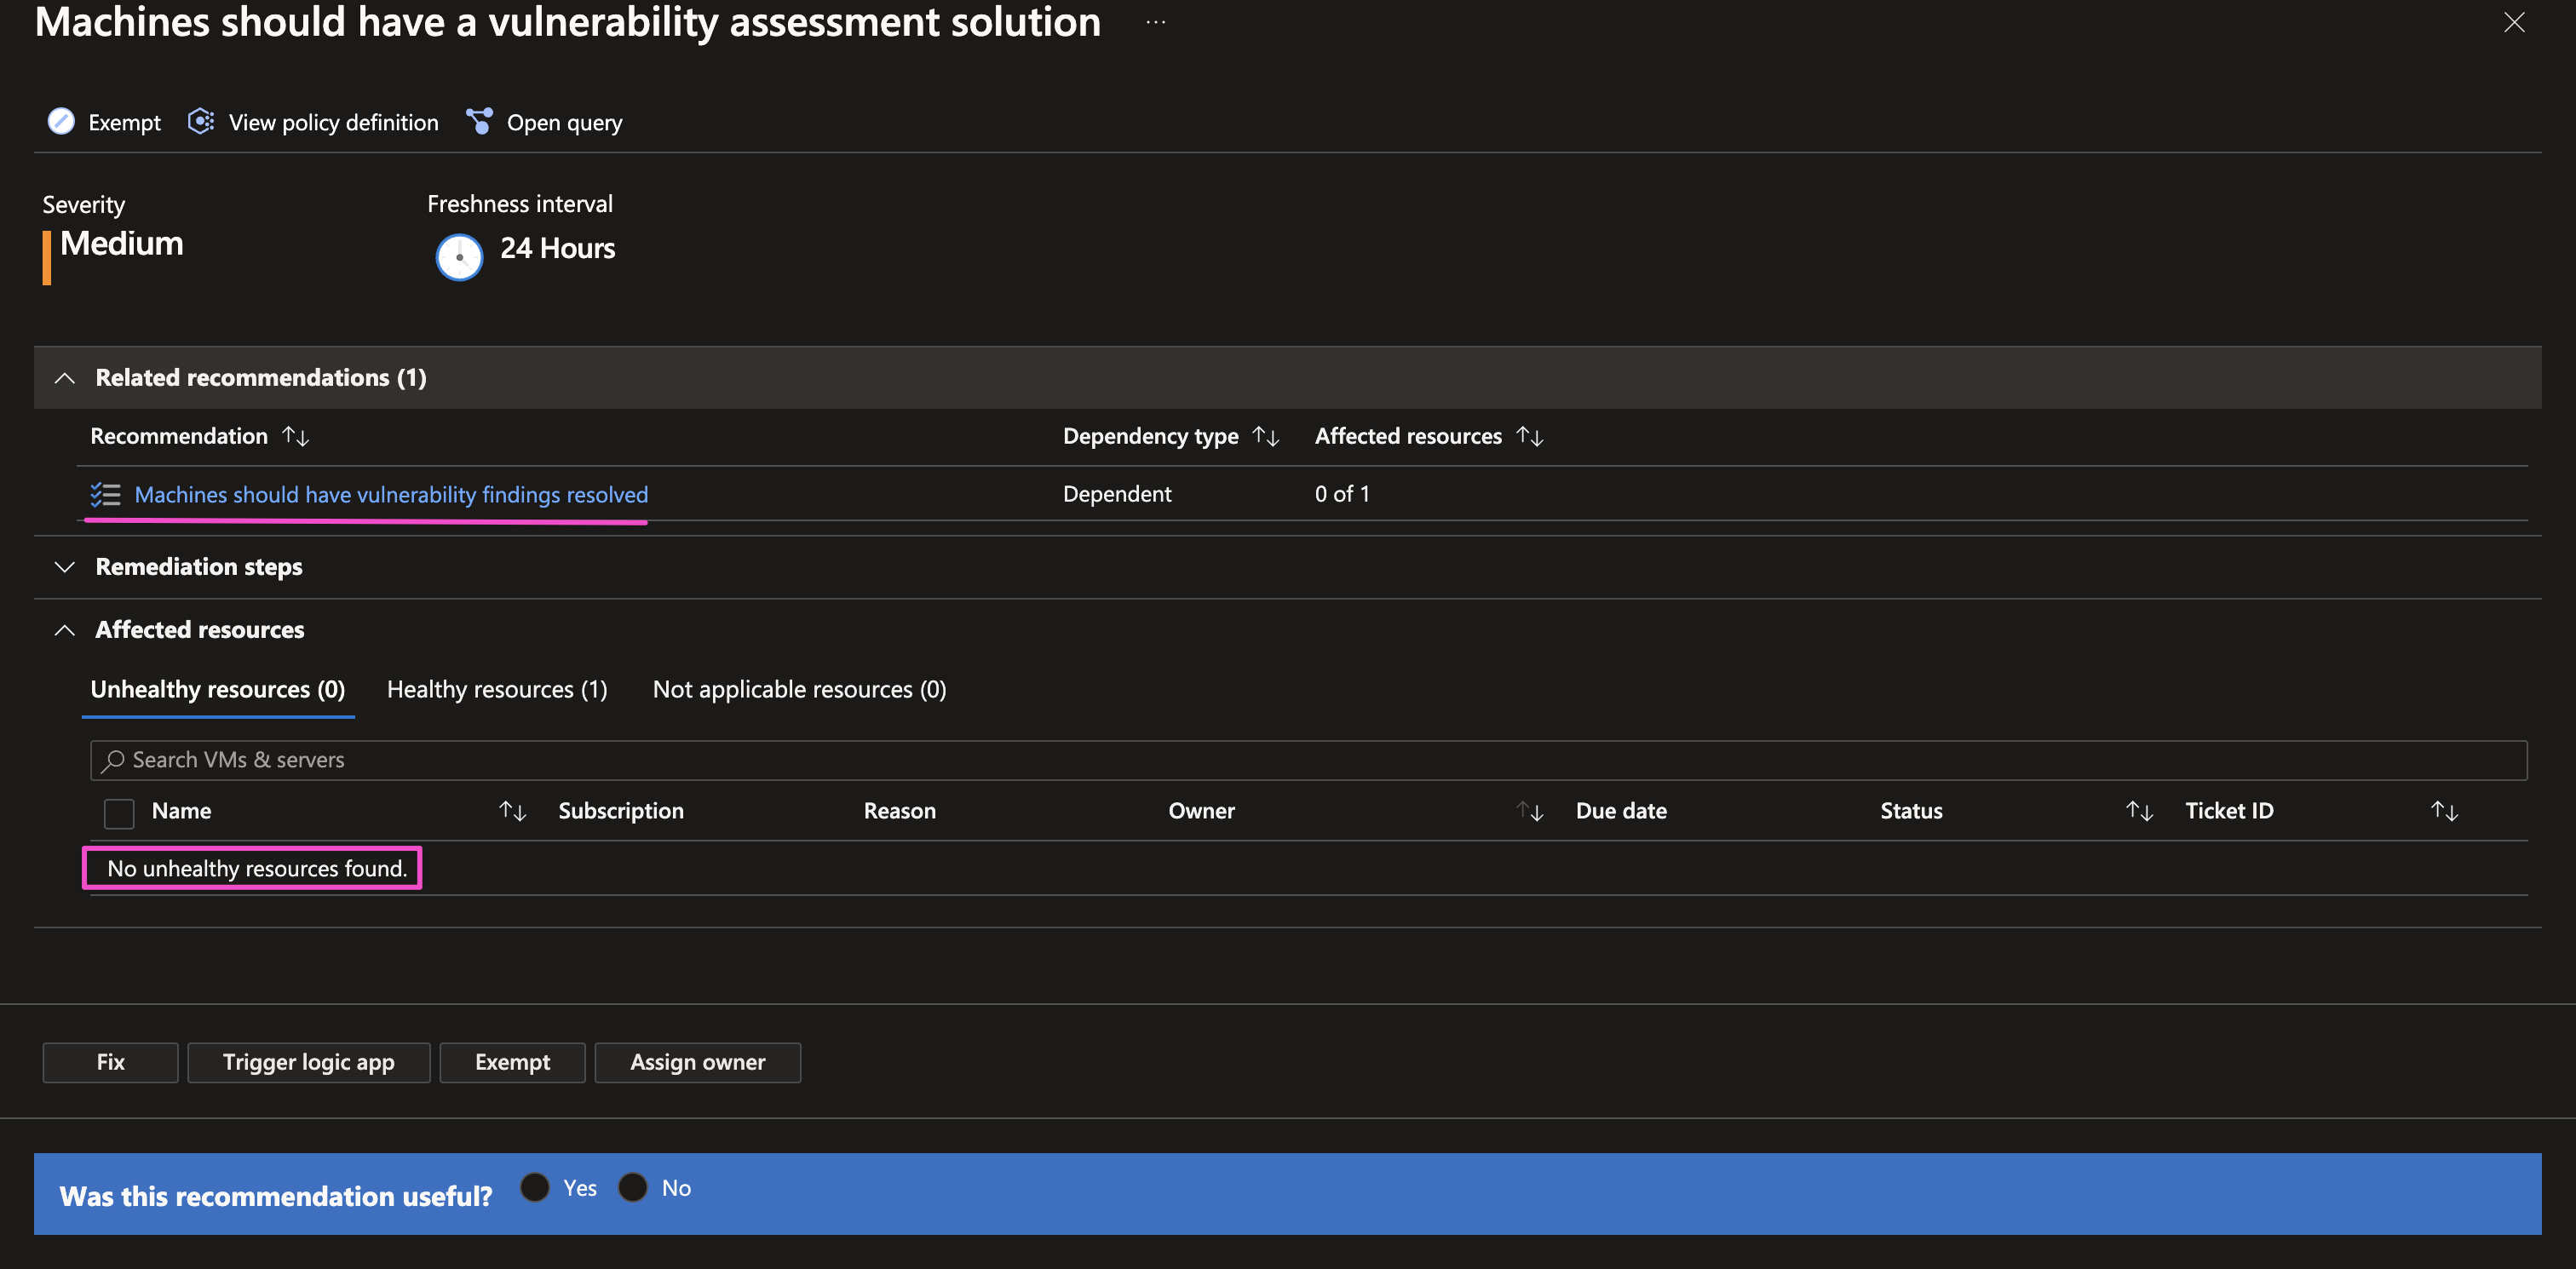 Machines should have a vulnerability assessment solution ...
Exempt View policy definition Open query
Severity Freshness interval
Medium 24 Hours
Related recommendations (1)
Recommendation Dependency type Affected resources
Machines should have vulnerability findings resolved Dependent 0 of 1
Remediation steps
Affected resources
Unhealthy resources (0) Healthy resources (1) Not applicable resources (0)
Search VMs & servers
Name Subscription Reason Owner Due date Status Ticket ID
No unhealthy resources found.
Fix Trigger logic app Exempt Assign owner
Was this recommendation useful? Yes No